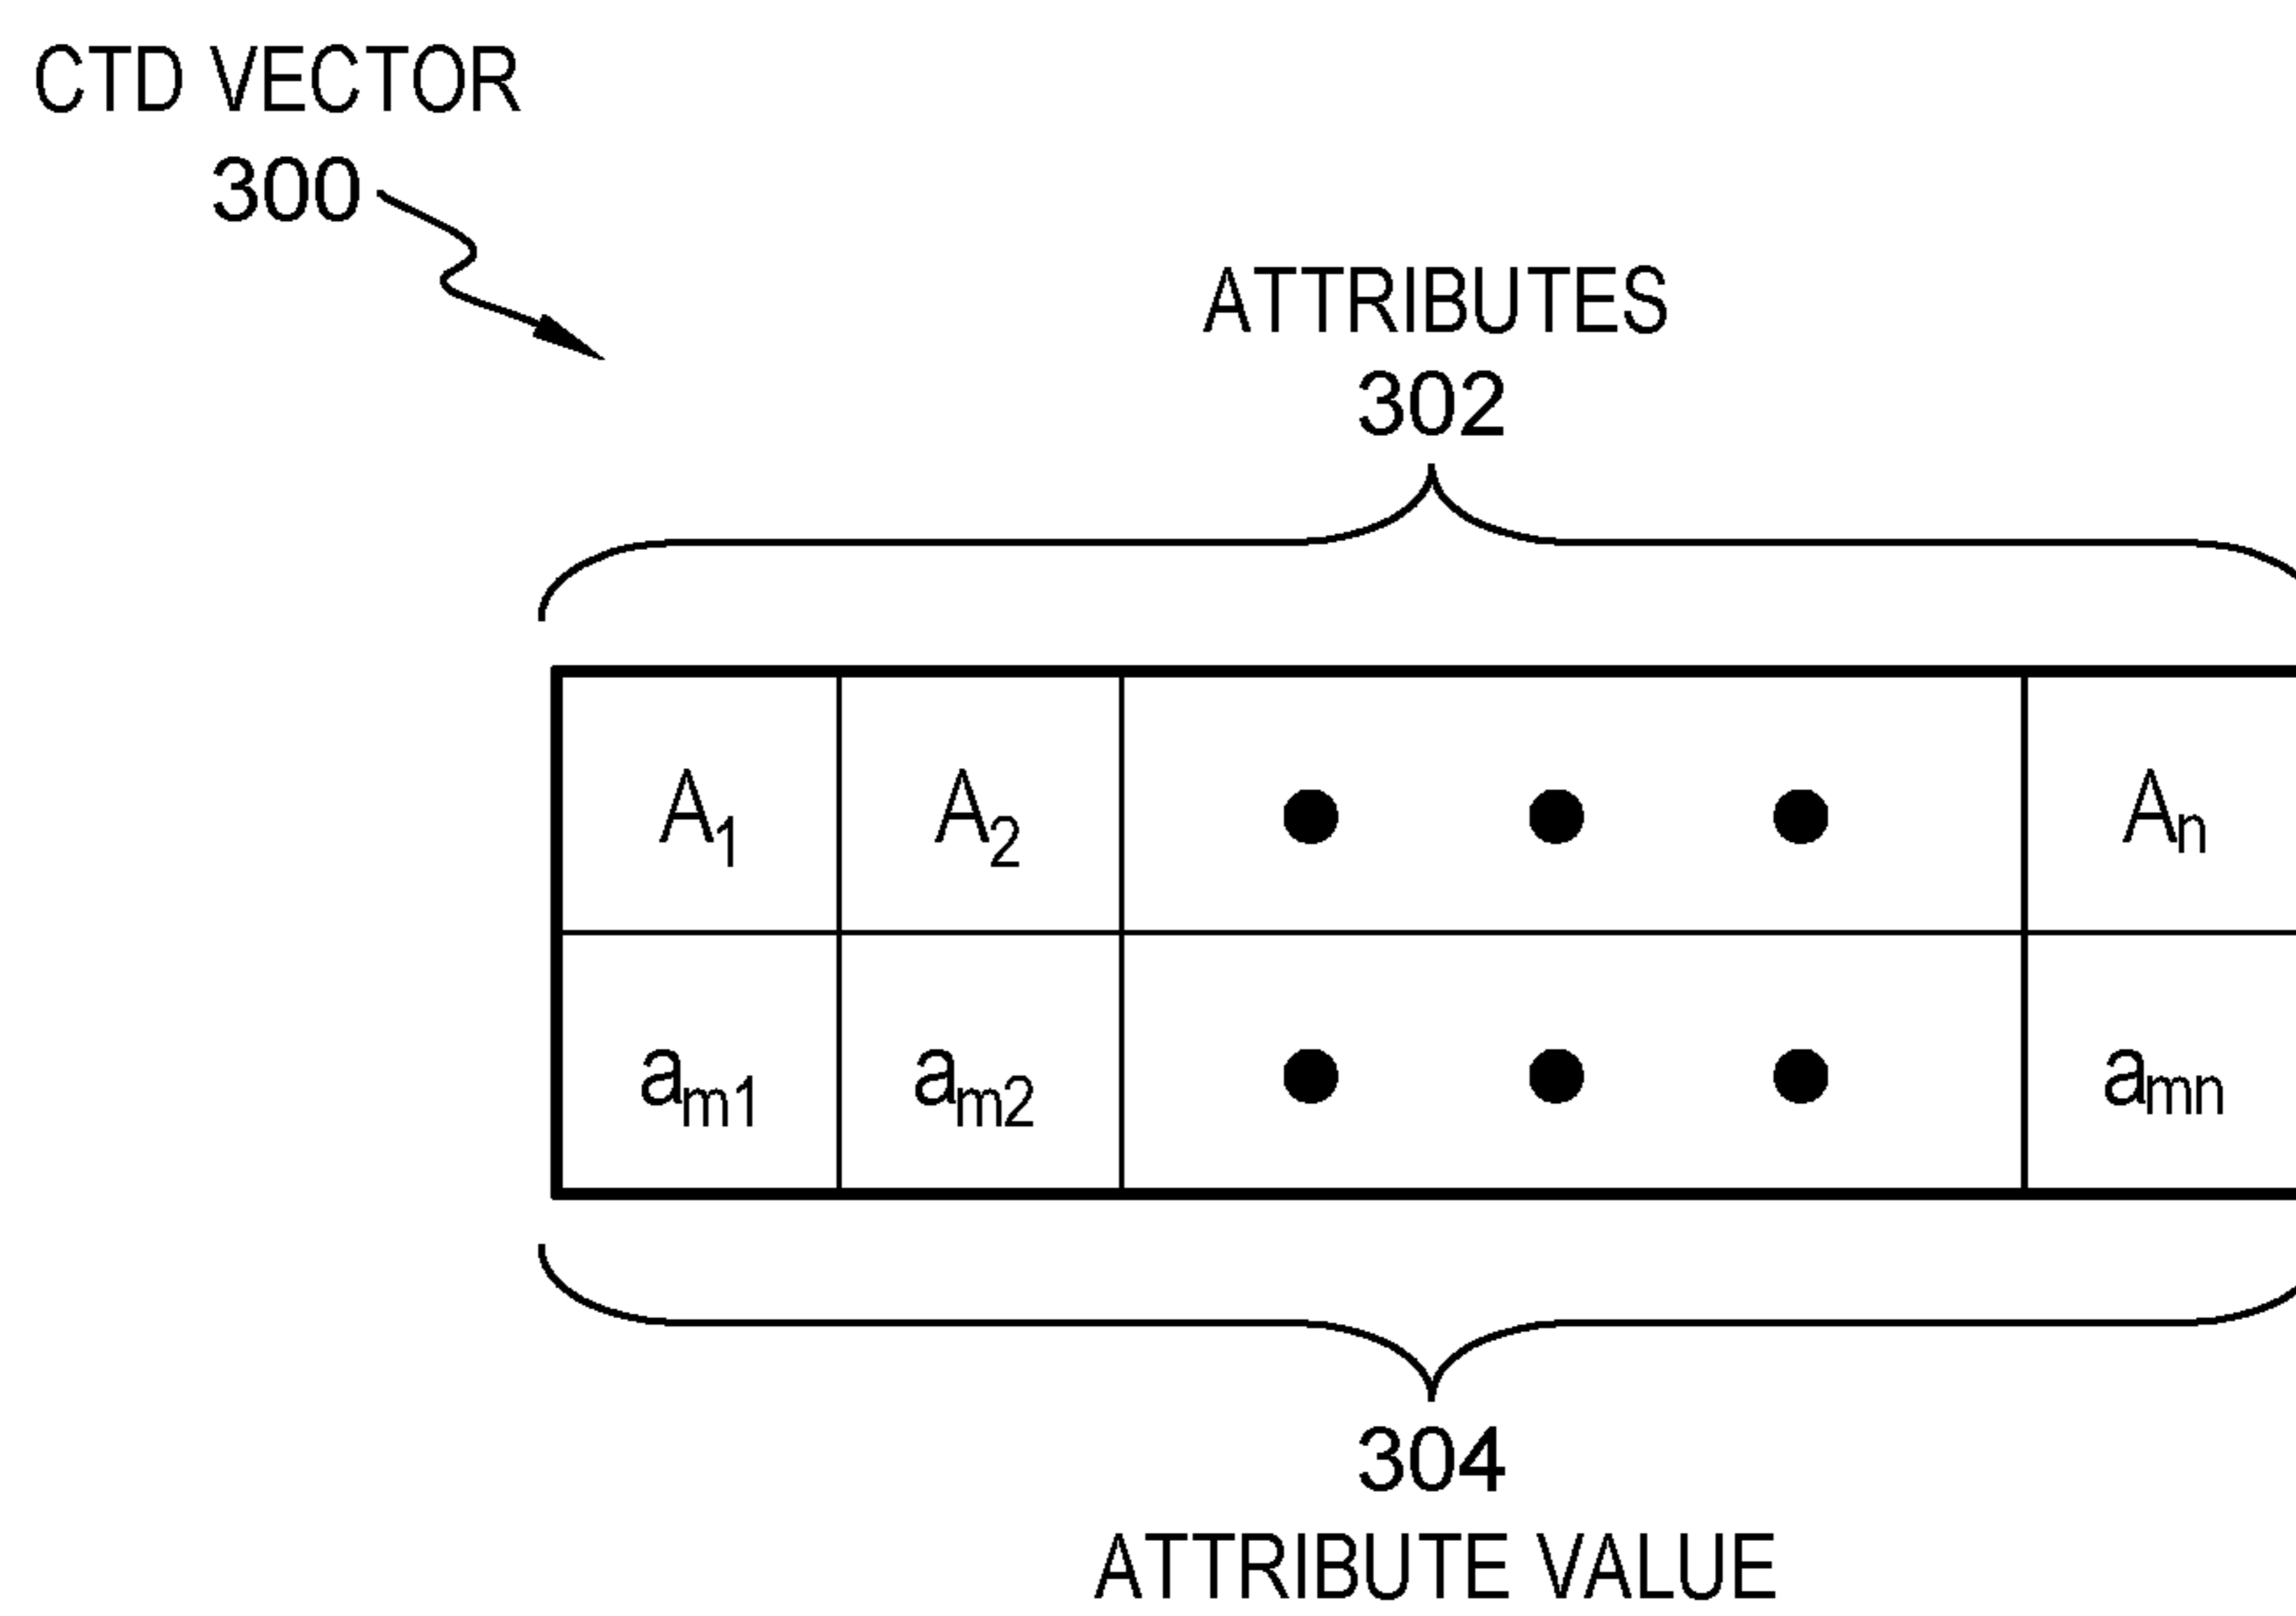 CTD VECTOR
300
ATTRIBUTES
302
A1 A2 ● ● ● An
am1 am2 ● ● ● amn
304
ATTRIBUTE VALUE